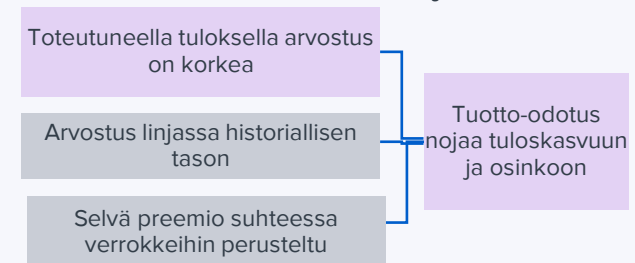 Toteutuneella tuloksella arvostus
on korkea
Arvostus linjassa historiallisen
tason
Selvä preemio suhteessa
verrokkeihin perusteltu
Tuotto-odotus
nojaa tuloskasvuun
ja osinkoon